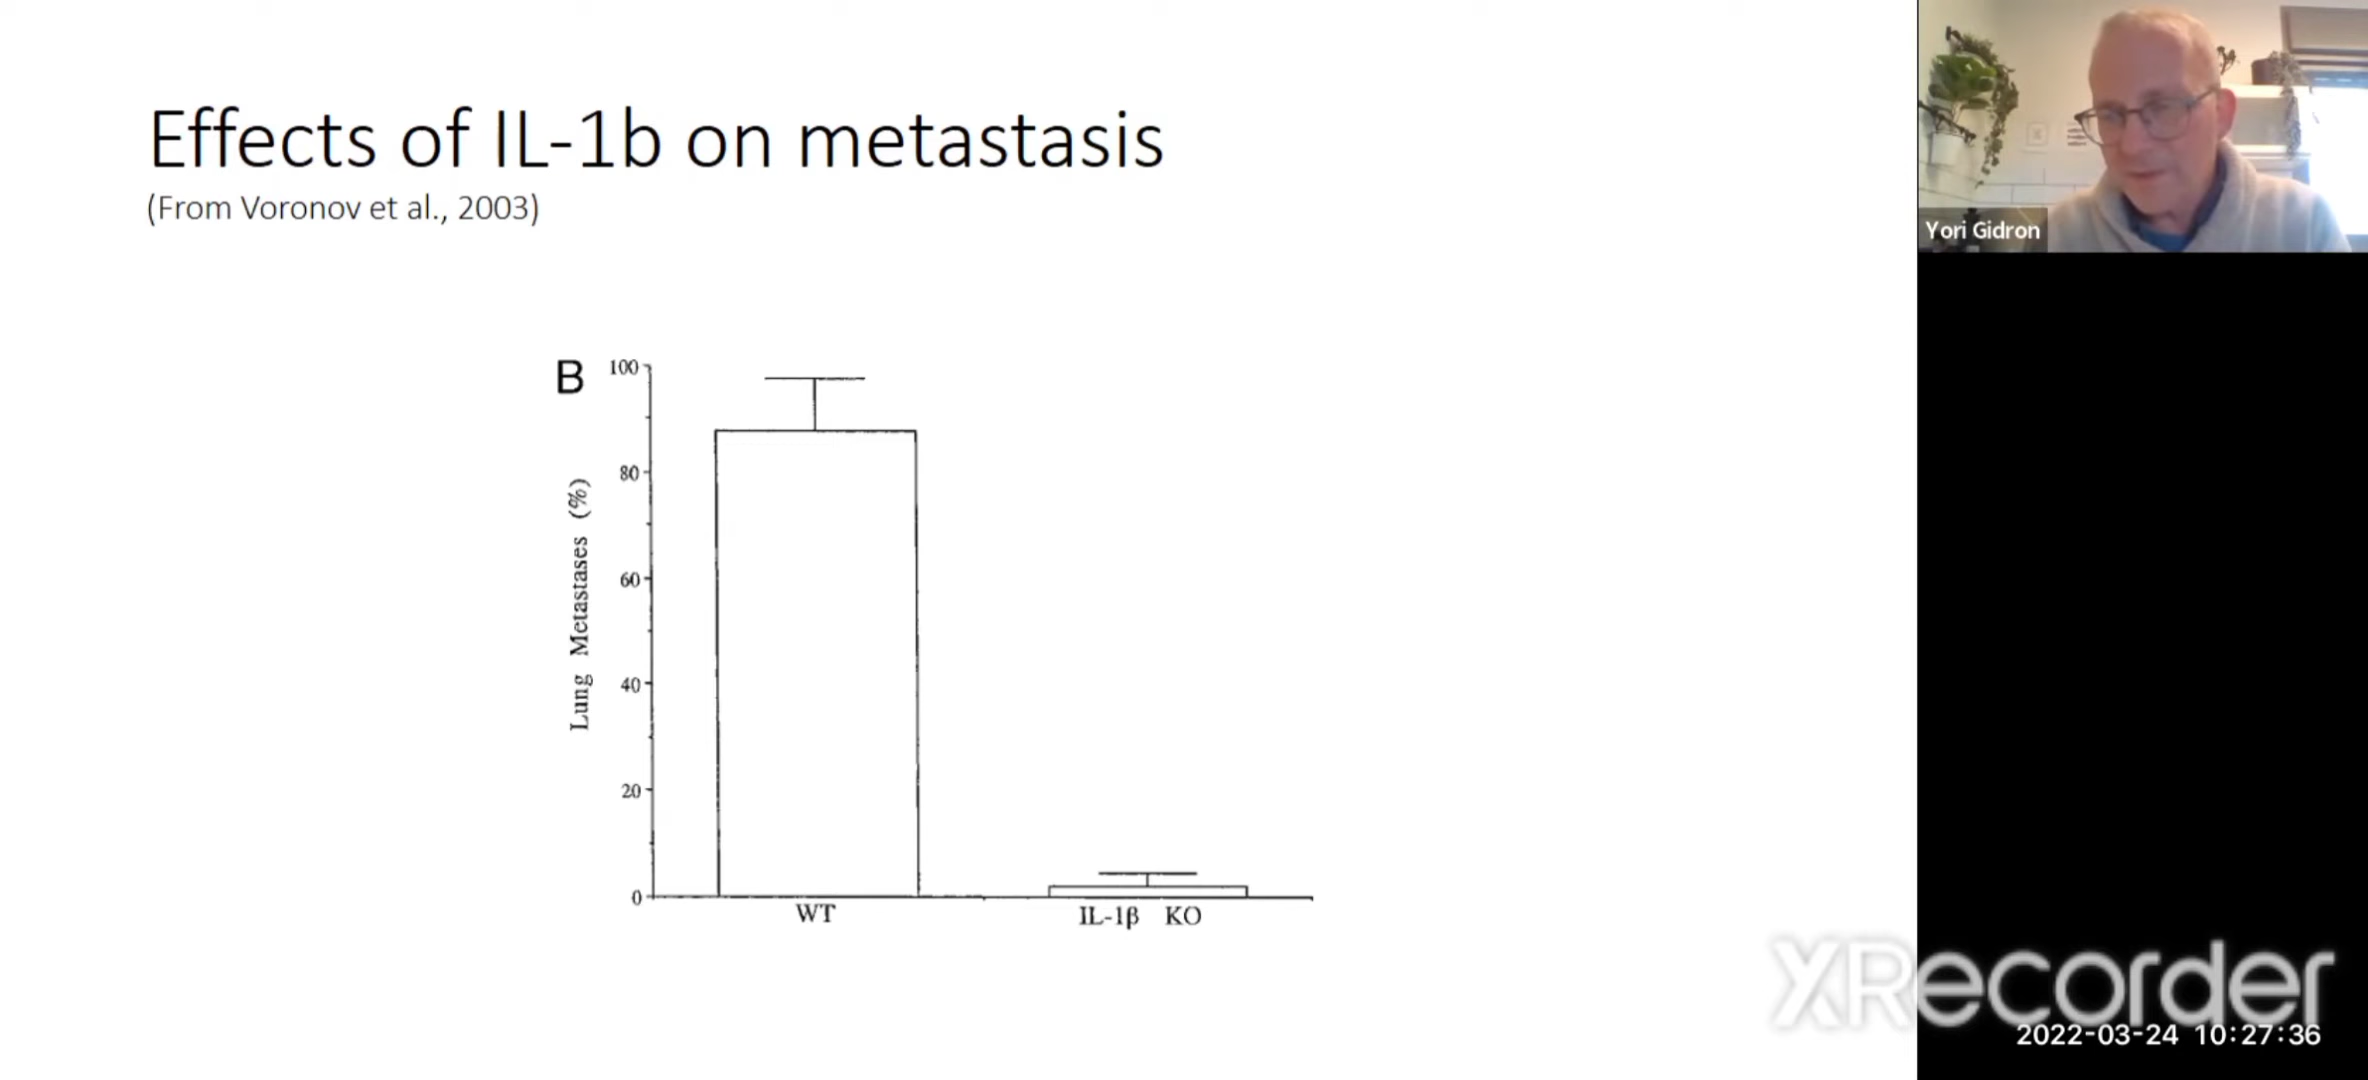 Effects of IL-1b on metastasis
(From Voronov et al., 2003)
Yori Gidron
B
100
80
60
40
20
0
Lung Metastases (%)
WT
IL-1β KO
XRecorder
2022-03-24 10:27:36